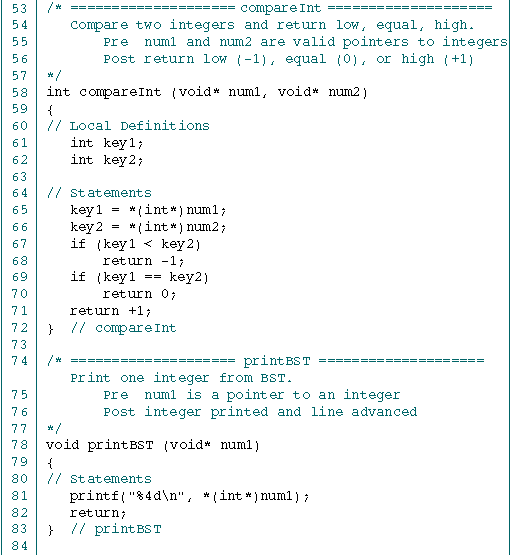 53 /* ==================== compareInt ====================
54    Compare two integers and return low, equal, high.
55        Pre  num1 and num2 are valid pointers to integers
56        Post return low (-1), equal (0), or high (+1)
57 */
58 int compareInt (void* num1, void* num2)
59 {
60 // Local Definitions
61    int key1;
62    int key2;
63
64 // Statements
65    key1 = *(int*)num1;
66    key2 = *(int*)num2;
67    if (key1 < key2)
68        return -1;
69    if (key1 == key2)
70        return 0;
71    return +1;
72 }  // compareInt
73
74 /* ==================== printBST ====================
   Print one integer from BST.
75        Pre  num1 is a pointer to an integer
76        Post integer printed and line advanced
77 */
78 void printBST (void* num1)
79 {
80 // Statements
81    printf("%4d\n", *(int*)num1);
82    return;
83 }  // printBST
84